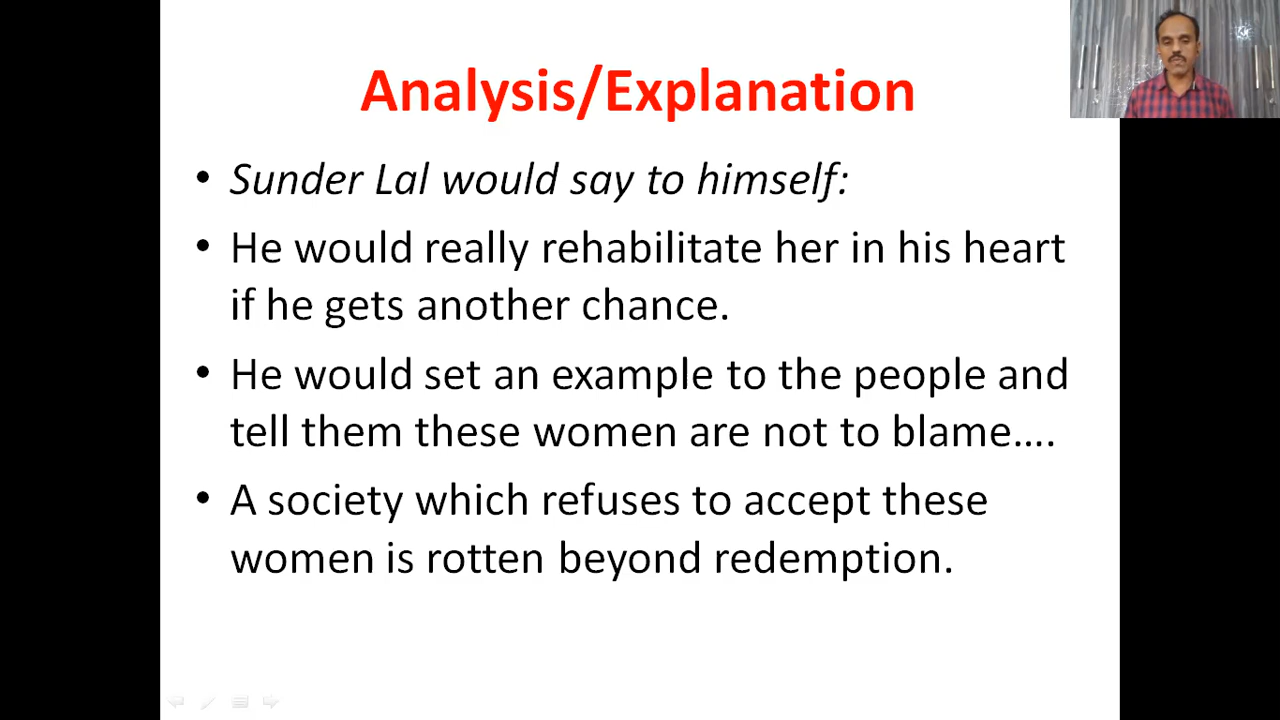 Analysis/Explanation
• Sunder Lal would say to himself:
• He would really rehabilitate her in his heart
if he gets another chance.
• He would set an example to the people and
tell them these women are not to blame….
• A society which refuses to accept these
women is rotten beyond redemption.